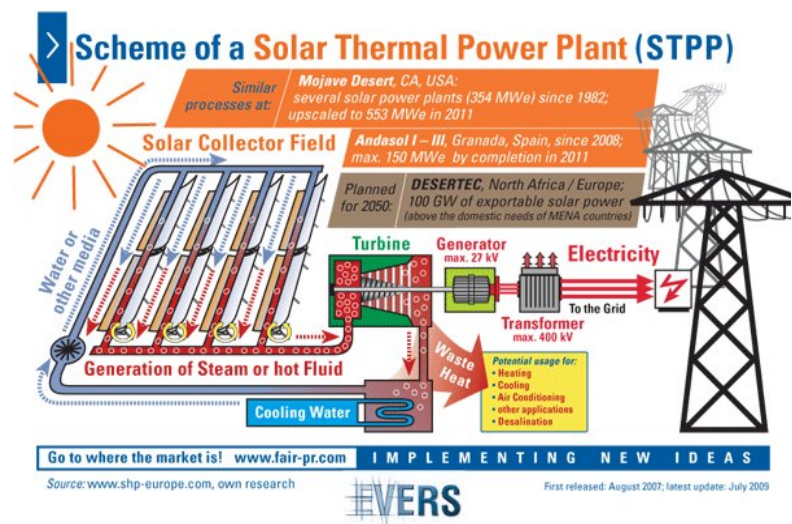 Scheme of a Solar Thermal Power Plant (STPP)
Similar
processes at:
Mojave Desert, CA, USA:
several solar power plants (354 MWe) since 1982;
upscaled to 553 MWe in 2011
Solar Collector Field
Andasol I – III, Granada, Spain, since 2008;
max. 150 MWe by completion in 2011
Planned
for 2050:
DESERTEC, North Africa / Europe;
100 GW of exportable solar power
(above the domestic needs of MENA countries)
Water or
other media
Turbine
Generator
max. 27 kV
Electricity
To the Grid
Transformer
max. 400 kV
Generation of Steam or hot Fluid
Waste
Heat
Potential usage for:
• Heating
• Cooling
• Air Conditioning
• other applications
• Desalination
Cooling Water
Go to where the market is! www.fair-pr.com
IMPLEMENTING NEW IDEAS
Source: www.shp-europe.com, own research
EVERS
First released: August 2007; latest update: July 2009